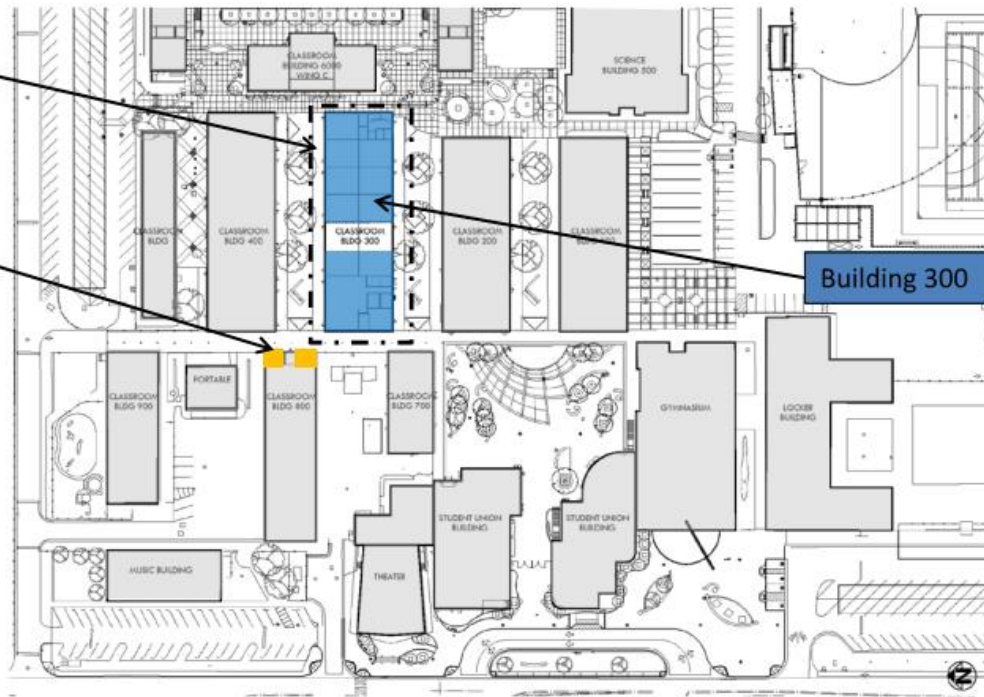 CLASSROOM
BUILDING 6000
WING C
SCIENCE
BUILDING 500
CLASSROOM
BLDG
CLASSROOM
BLDG 400
CLASSROOM
BLDG 300
CLASSROOM
BLDG 200
CLASSROOM
BLDG
Building 300
CLASSROOM
BLDG 900
PORTABLE
CLASSROOM
BLDG 800
CLASSROOM
BLDG 700
GYMNASIUM
LOCKER
BUILDING
STUDENT UNION
BUILDING
STUDENT UNION
BUILDING
MUSIC BUILDING
THEATER
N